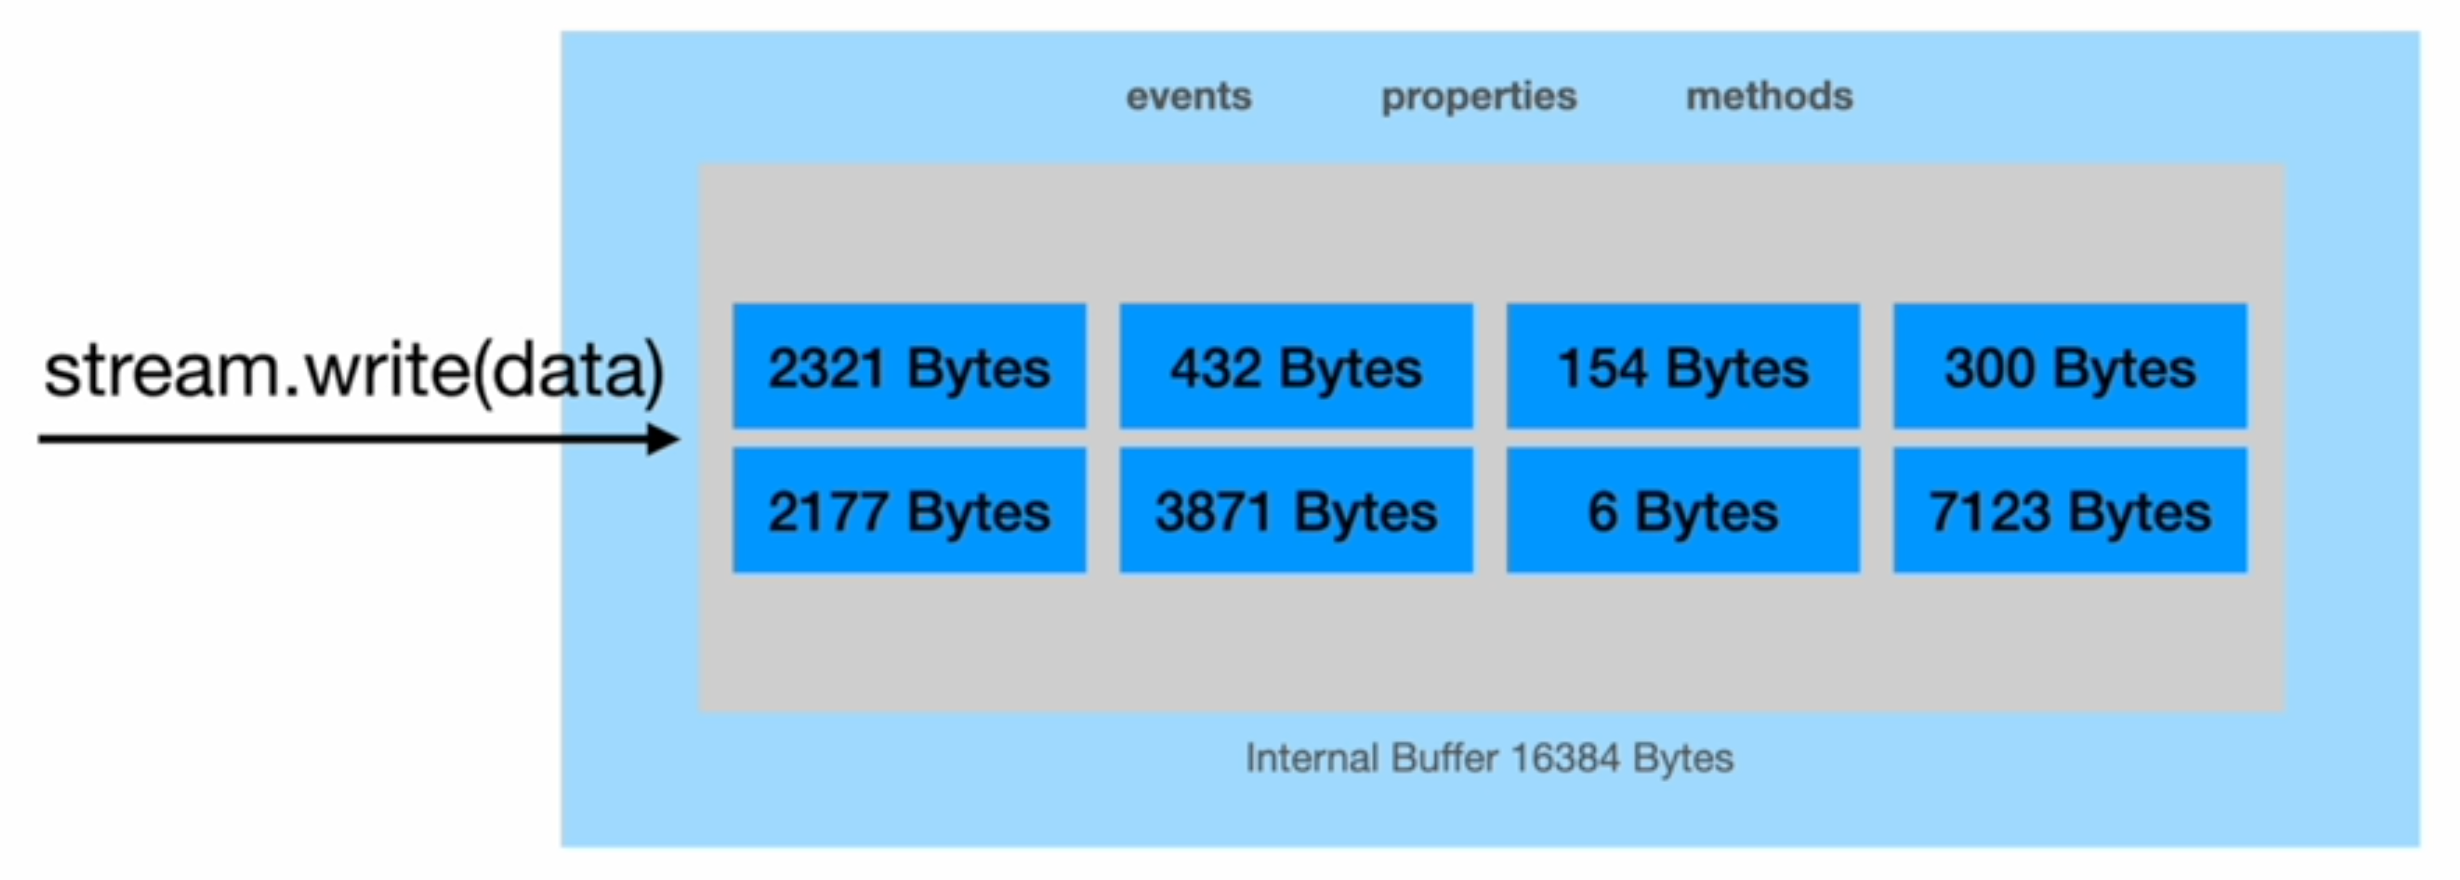 events properties methods
stream.write(data)
2321 Bytes 432 Bytes 154 Bytes 300 Bytes
2177 Bytes 3871 Bytes 6 Bytes 7123 Bytes
Internal Buffer 16384 Bytes